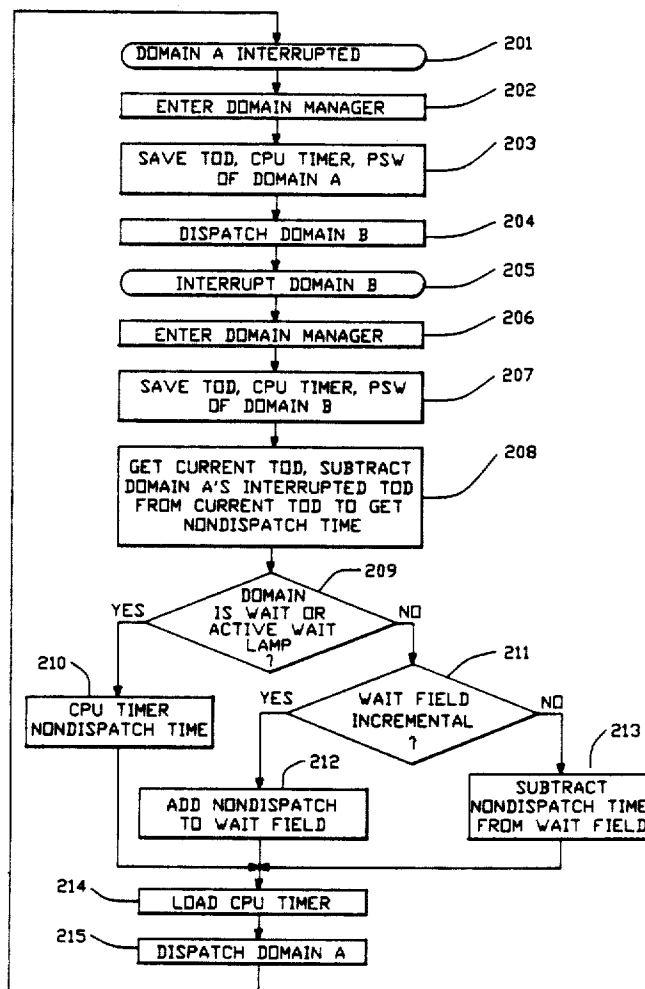 DOMAIN A INTERRUPTED
201
ENTER DOMAIN MANAGER
202
SAVE TOD, CPU TIMER, PSW
OF DOMAIN A
203
DISPATCH DOMAIN B
204
INTERRUPT DOMAIN B
205
ENTER DOMAIN MANAGER
206
SAVE TOD, CPU TIMER, PSW
OF DOMAIN B
207
GET CURRENT TOD, SUBTRACT
DOMAIN A'S INTERRUPTED TOD
FROM CURRENT TOD TO GET
NONDISPATCH TIME
208
209
DOMAIN
IS WAIT OR
ACTIVE WAIT
LAMP
?
YES
NO
210
CPU TIMER
NONDISPATCH TIME
211
WAIT FIELD
INCREMENTAL
?
YES
NO
212
ADD NONDISPATCH
TO WAIT FIELD
213
SUBTRACT
NONDISPATCH TIME
FROM WAIT FIELD
214
LOAD CPU TIMER
215
DISPATCH DOMAIN A